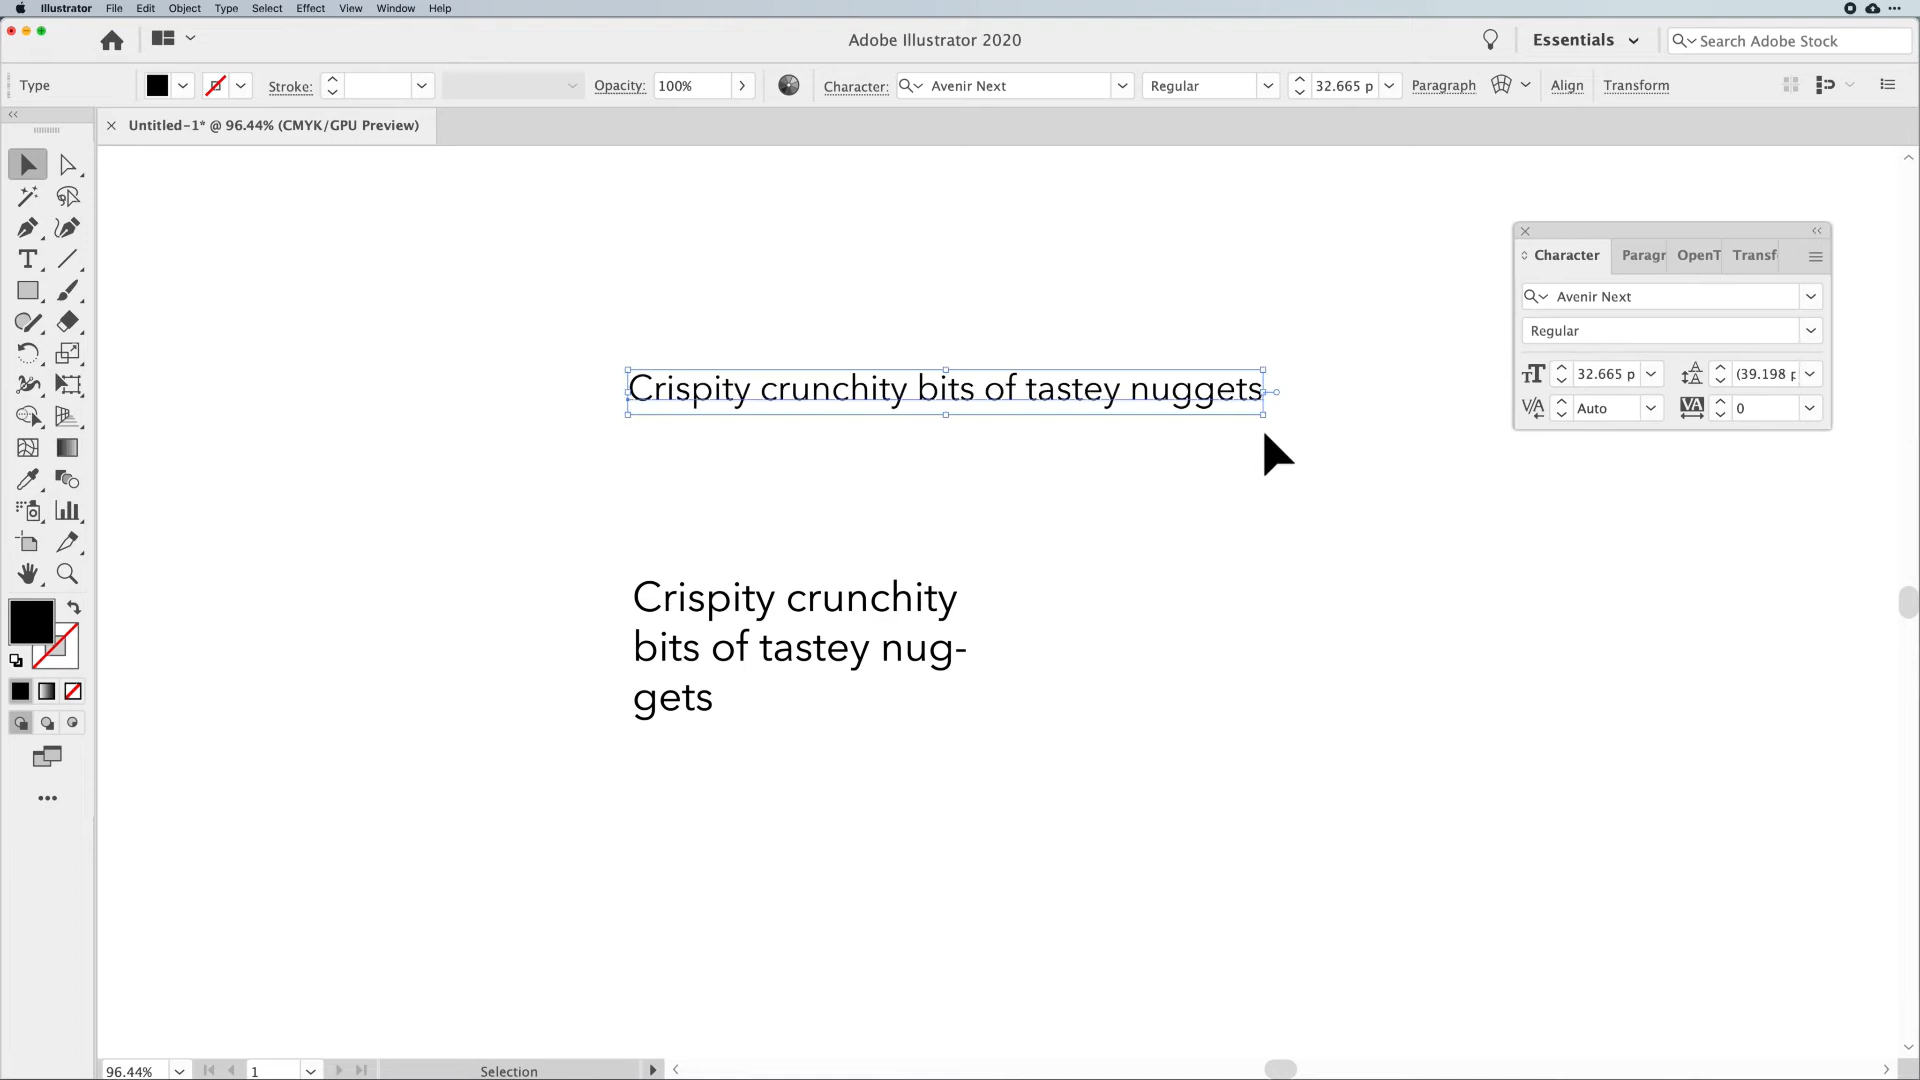 Illustrator File Edit Object Type Select Effect View Window Help
Adobe Illustrator 2020
Essentials
Search Adobe Stock
Type Stroke: Opacity: 100% Character: Avenir Next Regular 32.665 p Paragraph Align Transform
Untitled-1* @ 96.44% (CMYK/GPU Preview)
Character Paragr OpenT Transf
Avenir Next
Regular
32.665 p (39.198 p
Auto 0
Crispity crunchity bits of tastey nuggets
Crispity crunchity
bits of tastey nug-
gets
96.44% 1 Selection